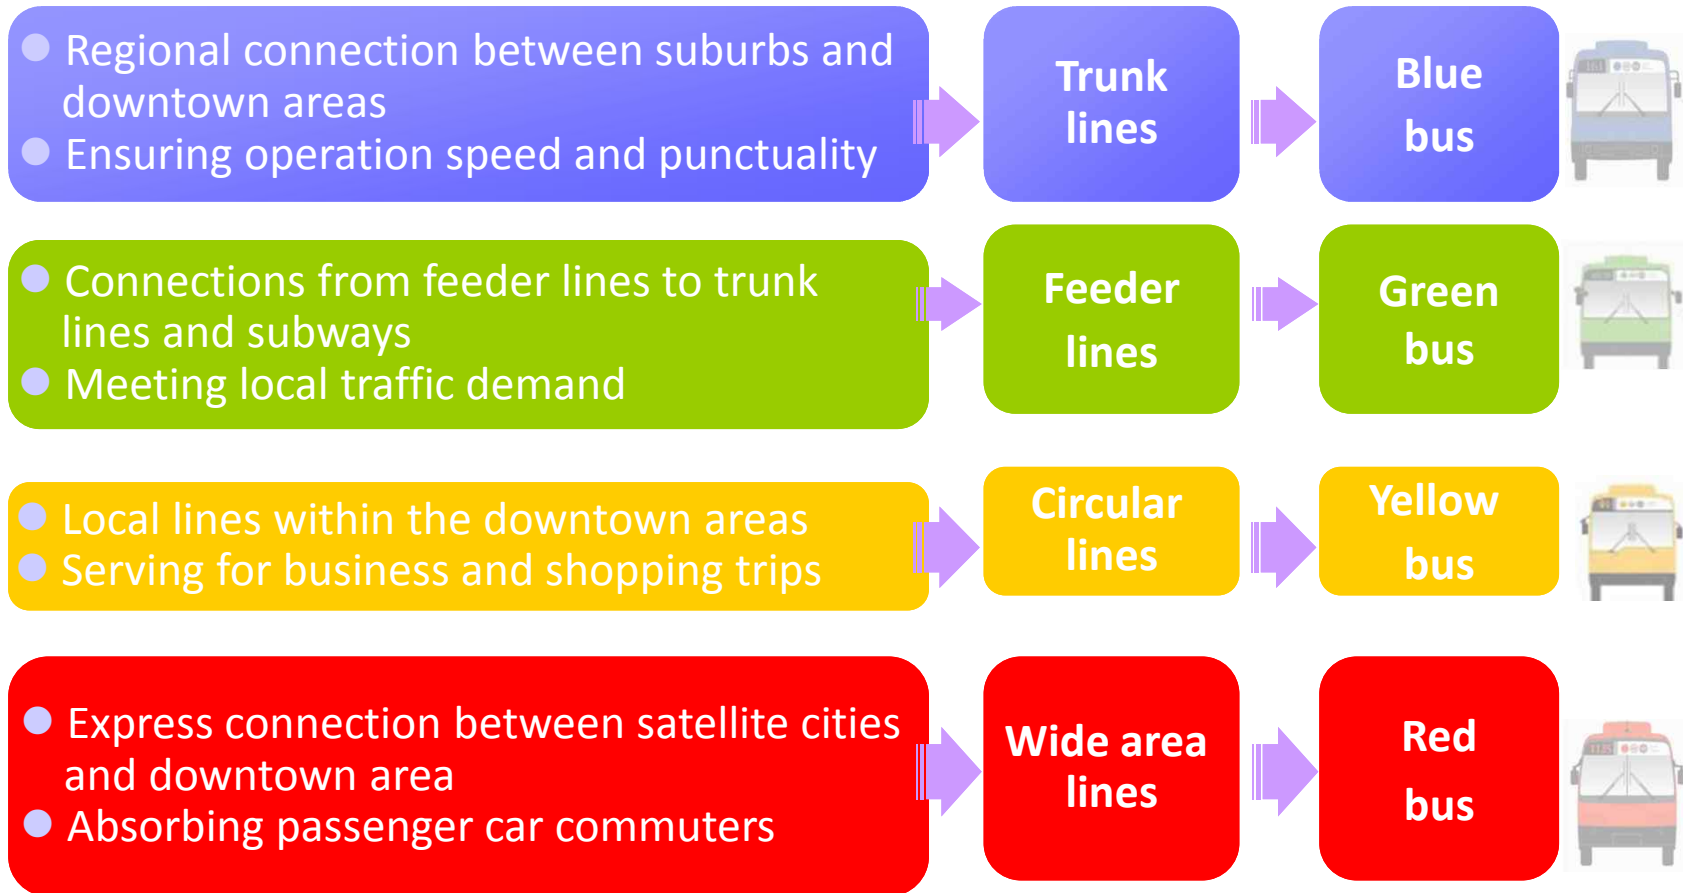 ● Regional connection between suburbs and
downtown areas
● Ensuring operation speed and punctuality
Trunk
lines
Blue
bus
● Connections from feeder lines to trunk
lines and subways
● Meeting local traffic demand
Feeder
lines
Green
bus
● Local lines within the downtown areas
● Serving for business and shopping trips
Circular
lines
Yellow
bus
● Express connection between satellite cities
and downtown area
● Absorbing passenger car commuters
Wide area
lines
Red
bus